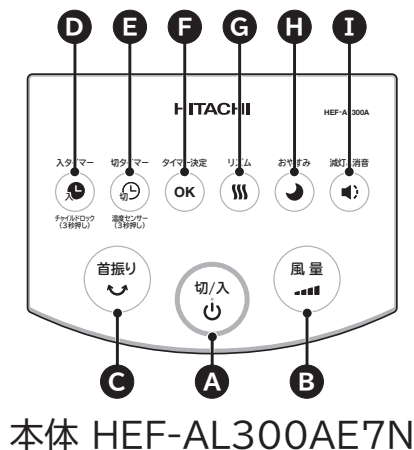 D E F G H I
HITACHI
HEF-AL300A
入タイマー 切タイマー タイマー決定 リズム おやすみ 減灯/消音
入 切 OK
チャイルドロック 温度センサー
(3秒押し) (3秒押し)
首振り 切/入 風量
C A B
本体 HEF-AL300AE7N